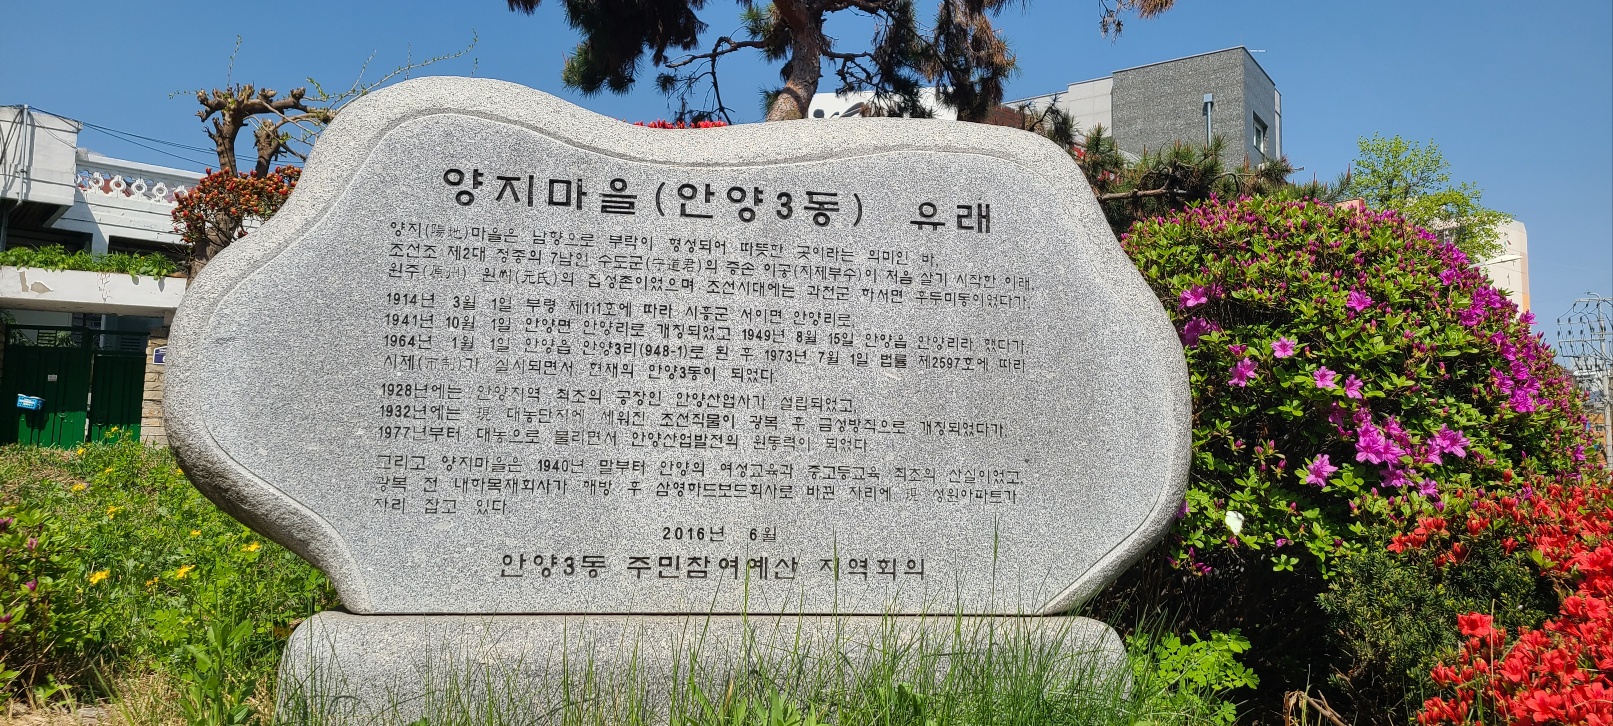 양지마을(안양3동) 유래
양지(陽地)마을은 남향으로 부락이 형성되어 따뜻한 곳이라는 의미인 바,
조선조 제2대 정종의 7남인 수도군(守道君)의 증손 이공(지제부수)이 처음 살기 시작한 이래,
원주(原州) 원씨(元氏)의 집성촌이었으며 조선시대에는 과천군 하서면 후두미동이었다가,
1914년 3월 1일 부령 제111호에 따라 시흥군 서이면 안양리로,
1941년 10월 1일 안양면 안양리로 개칭되었고 1949년 8월 15일 안양읍 안양리라 했다가,
1964년 1월 1일 안양읍 안양3리(948-1)로 된 후 1973년 7월 1일 법률 제2597호에 따라
시제(市制)가 실시되면서 현재의 안양3동이 되었다.
1928년에는 안양지역 최초의 공장인 안양산업사가 설립되었고,
1932년에는 現 대농단지에 세워진 조선직물이 광복 후 금성방직으로 개칭되었다가,
1977년부터 대농으로 불리면서 안양산업발전의 원동력이 되었다.
그리고 양지마을은 1940년 말부터 안양의 여성교육과 중고등교육 최초의 산실이었고,
광복 전 내하목재회사가 해방 후 삼영하드보드회사로 바뀐 자리에 現 성원아파트가
자리 잡고 있다.
2016년 6월
안양3동 주민참여예산 지역회의